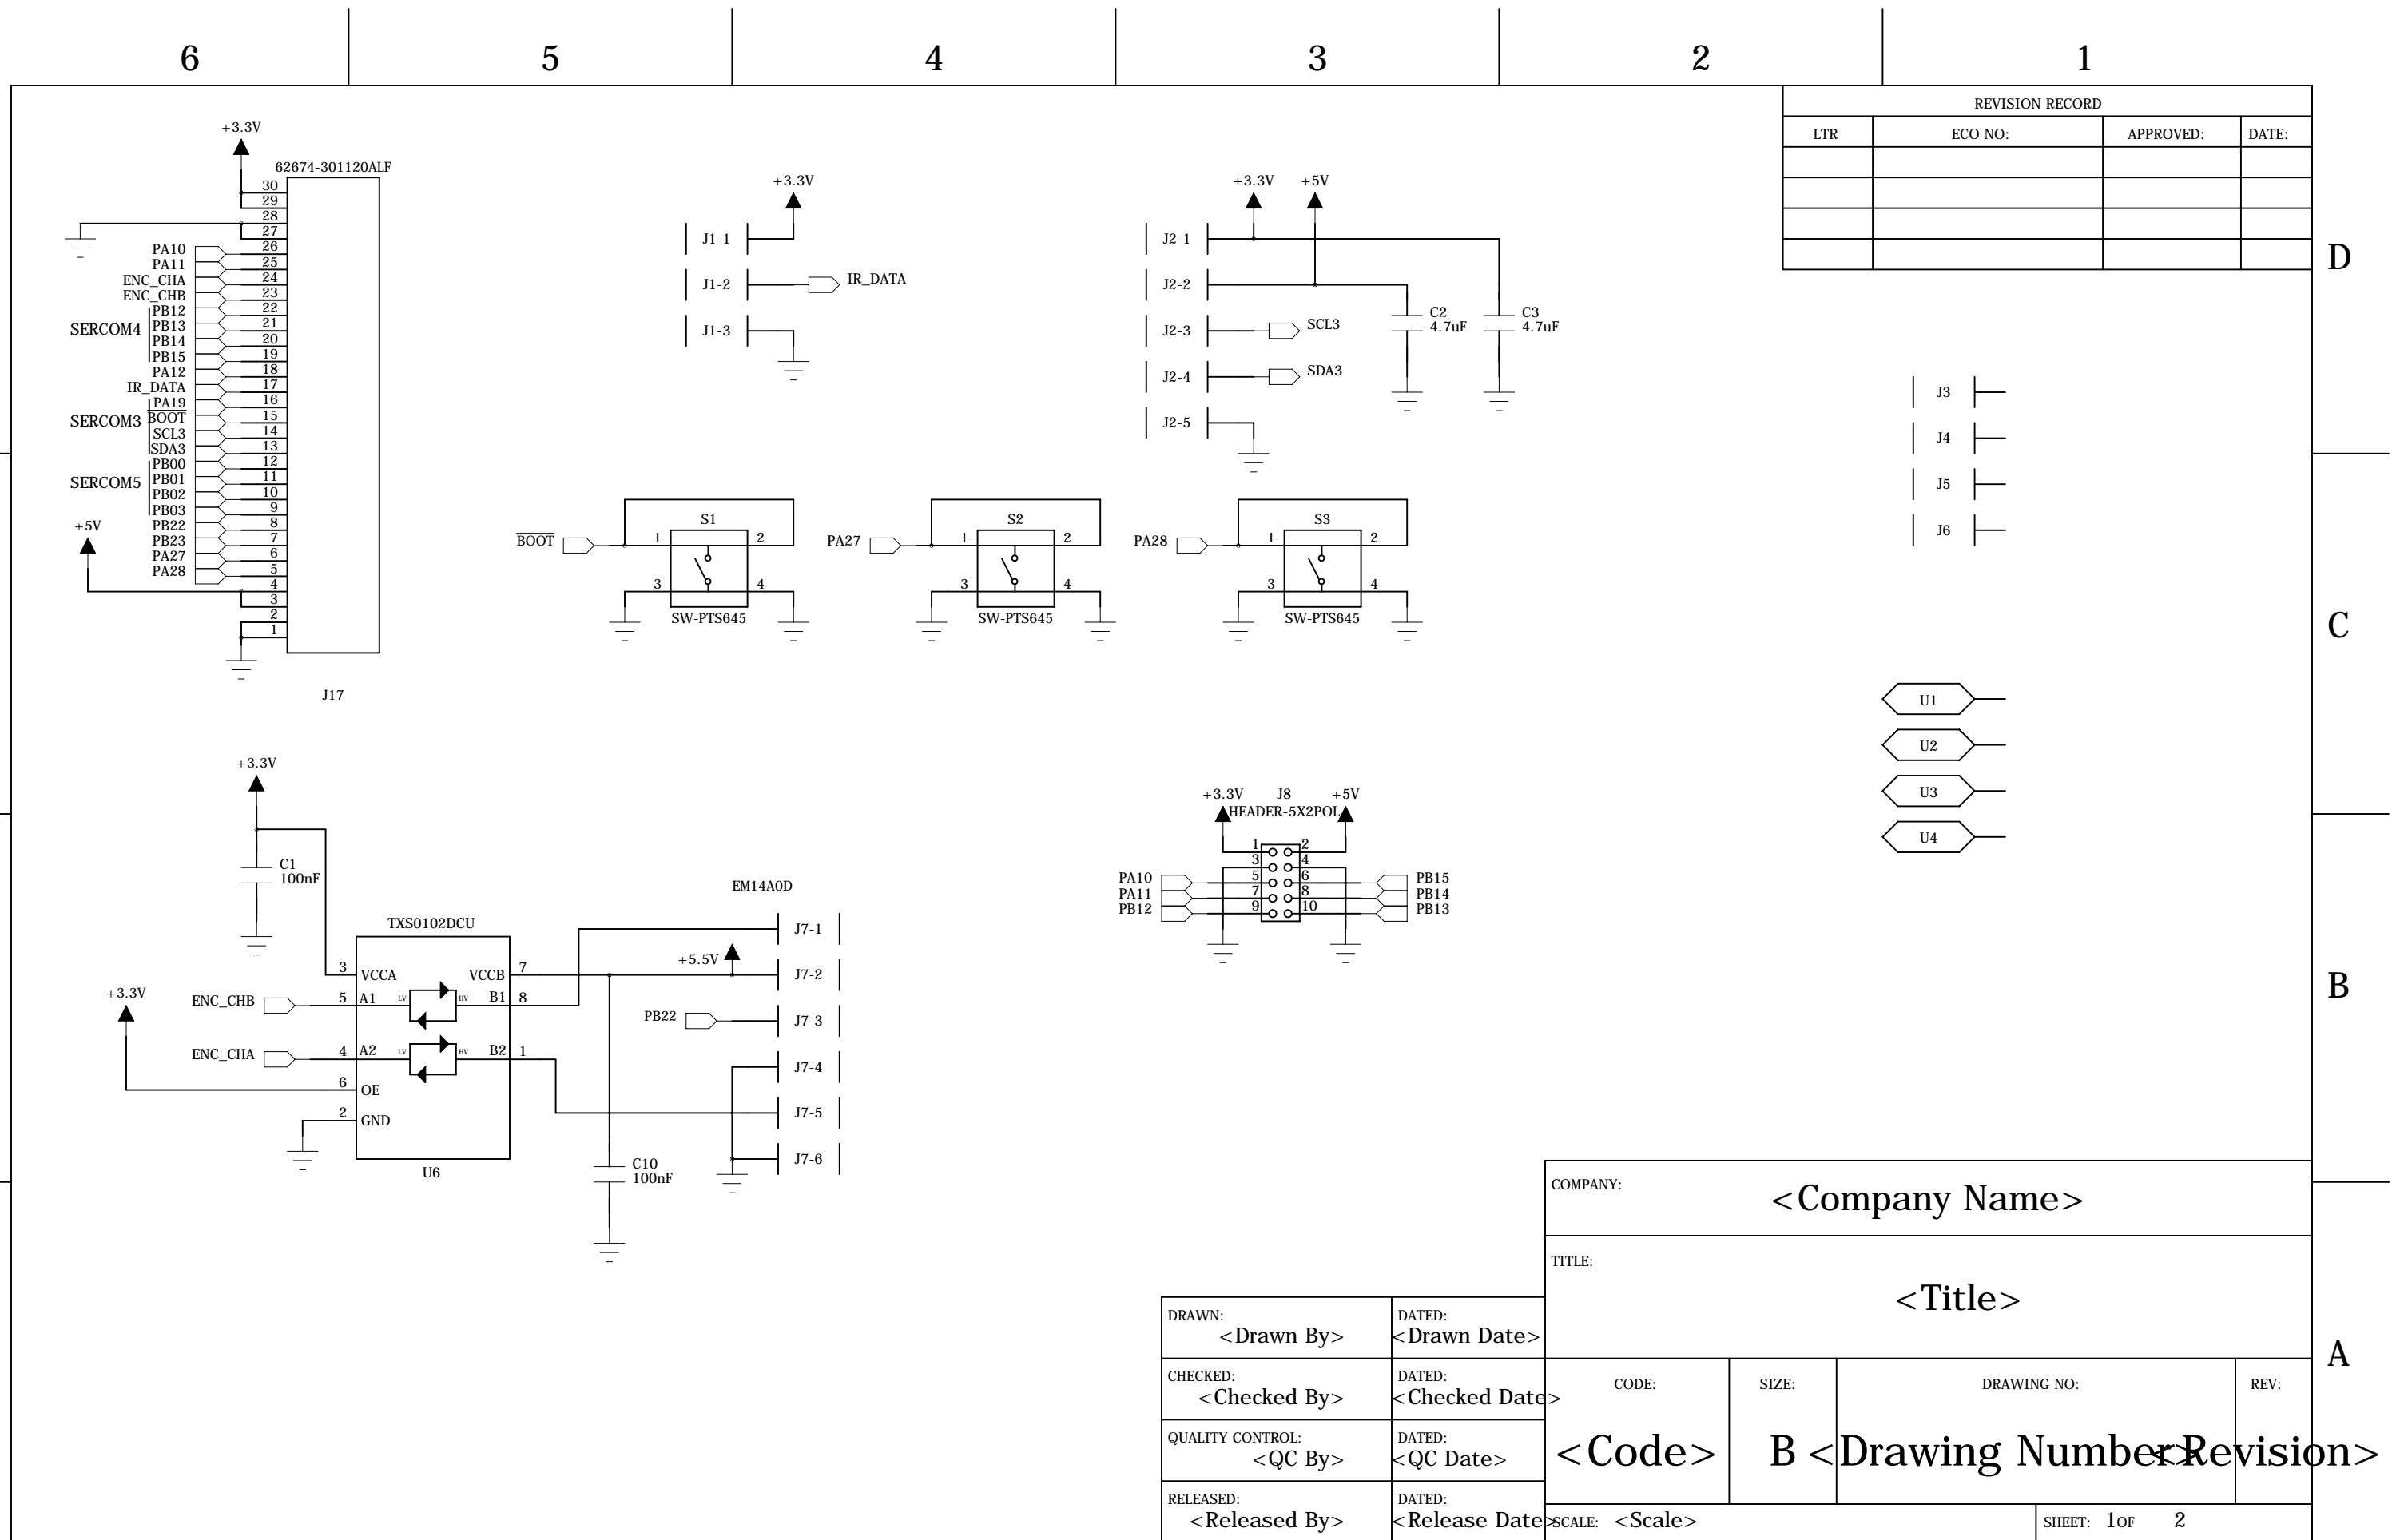 6 5 4 3 2 1
REVISION RECORD
LTR ECO NO: APPROVED: DATE:
D
C
B
A
+3.3V
62674-301120ALF
30
29
28
27
PA10 26
PA11 25
ENC_CHA 24
ENC_CHB 23
PB12 22
SERCOM4 PB13 21
PB14 20
PB15 19
PA12 18
IR_DATA 17
PA19 16
SERCOM3 BOOT 15
SCL3 14
SDA3 13
PB00 12
SERCOM5 PB01 11
PB02 10
PB03 9
+5V PB22 8
PB23 7
PA27 6
PA28 5
4
3
2
1
J17
+3.3V
J1-1
J1-2 IR_DATA
J1-3
+3.3V +5V
J2-1
J2-2
J2-3 SCL3
J2-4 SDA3
J2-5
C2
4.7uF
C3
4.7uF
J3
J4
J5
J6
S1
BOOT 1 2
3 4
SW-PTS645
S2
PA27 1 2
3 4
SW-PTS645
S3
PA28 1 2
3 4
SW-PTS645
U1
U2
U3
U4
+3.3V
C1
100nF
TXS0102DCU
3 VCCA VCCB 7
+3.3V
ENC_CHB 5 A1 LV HV B1 8
ENC_CHA 4 A2 LV HV B2 1
6 OE
2 GND
U6
EM14A0D
J7-1
+5.5V
J7-2
PB22 J7-3
J7-4
J7-5
J7-6
C10
100nF
+3.3V J8 +5V
HEADER-5X2POL
1 2
3 4
PA10 5 6 PB15
PA11 7 8 PB14
PB12 9 10 PB13
COMPANY:
<Company Name>
TITLE:
<Title>
DRAWN: DATED:
<Drawn By> <Drawn Date>
CHECKED: DATED:
<Checked By> <Checked Date>
QUALITY CONTROL: DATED:
<QC By> <QC Date>
RELEASED: DATED:
<Released By> <Release Date>
CODE: SIZE: DRAWING NO: REV:
<Code> B <Drawing Number> <Revision>
SCALE: <Scale> SHEET: 1 OF 2